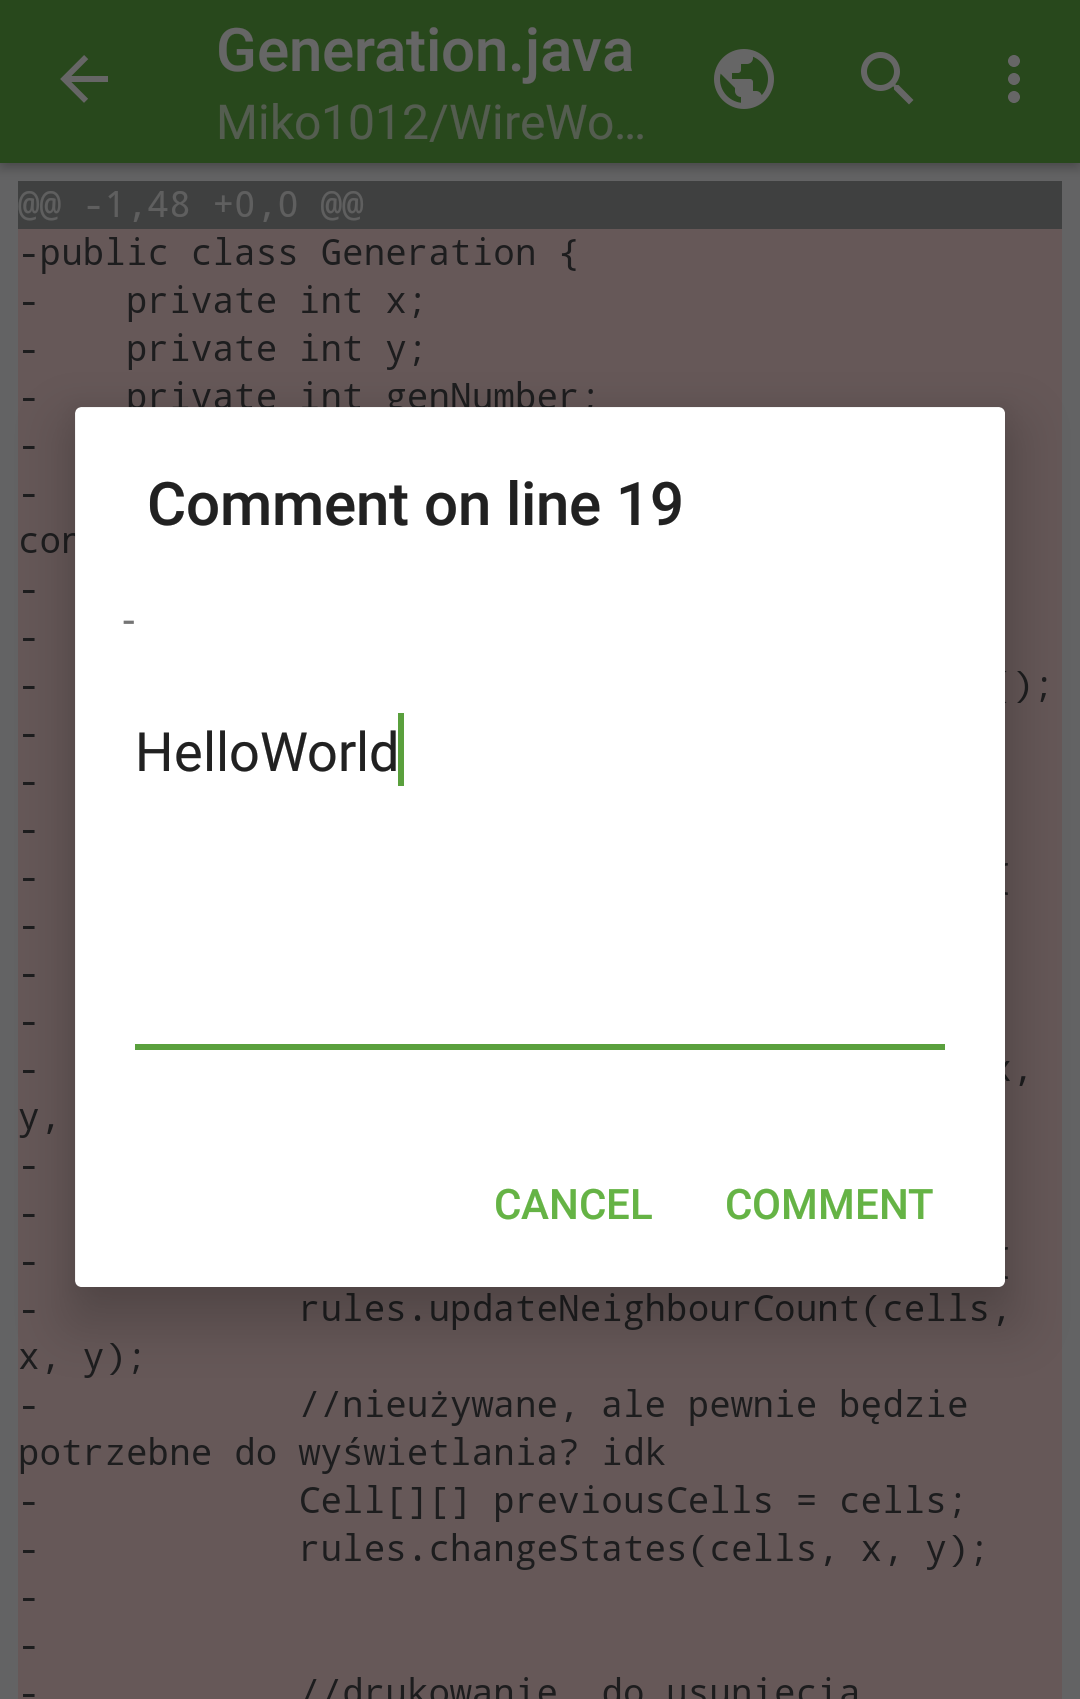 Generation.java
Miko1012/WireWo...
@@ -1,48 +0,0 @@
-public class Generation {
-    private int x;
-    private int y;
-    private int genNumber;
-
-
Comment on line 19
-
-
-
-
);
-
HelloWorld
-
-
-
-
-
-
-
,
y,
-
-
CANCEL COMMENT
-
-            rules.updateNeighbourCount(cells,
x, y);
-            //nieużywane, ale pewnie będzie
potrzebne do wyświetlania? idk
-            Cell[][] previousCells = cells;
-            rules.changeStates(cells, x, y);
-
-
-            //drukowanie, do usunięcia